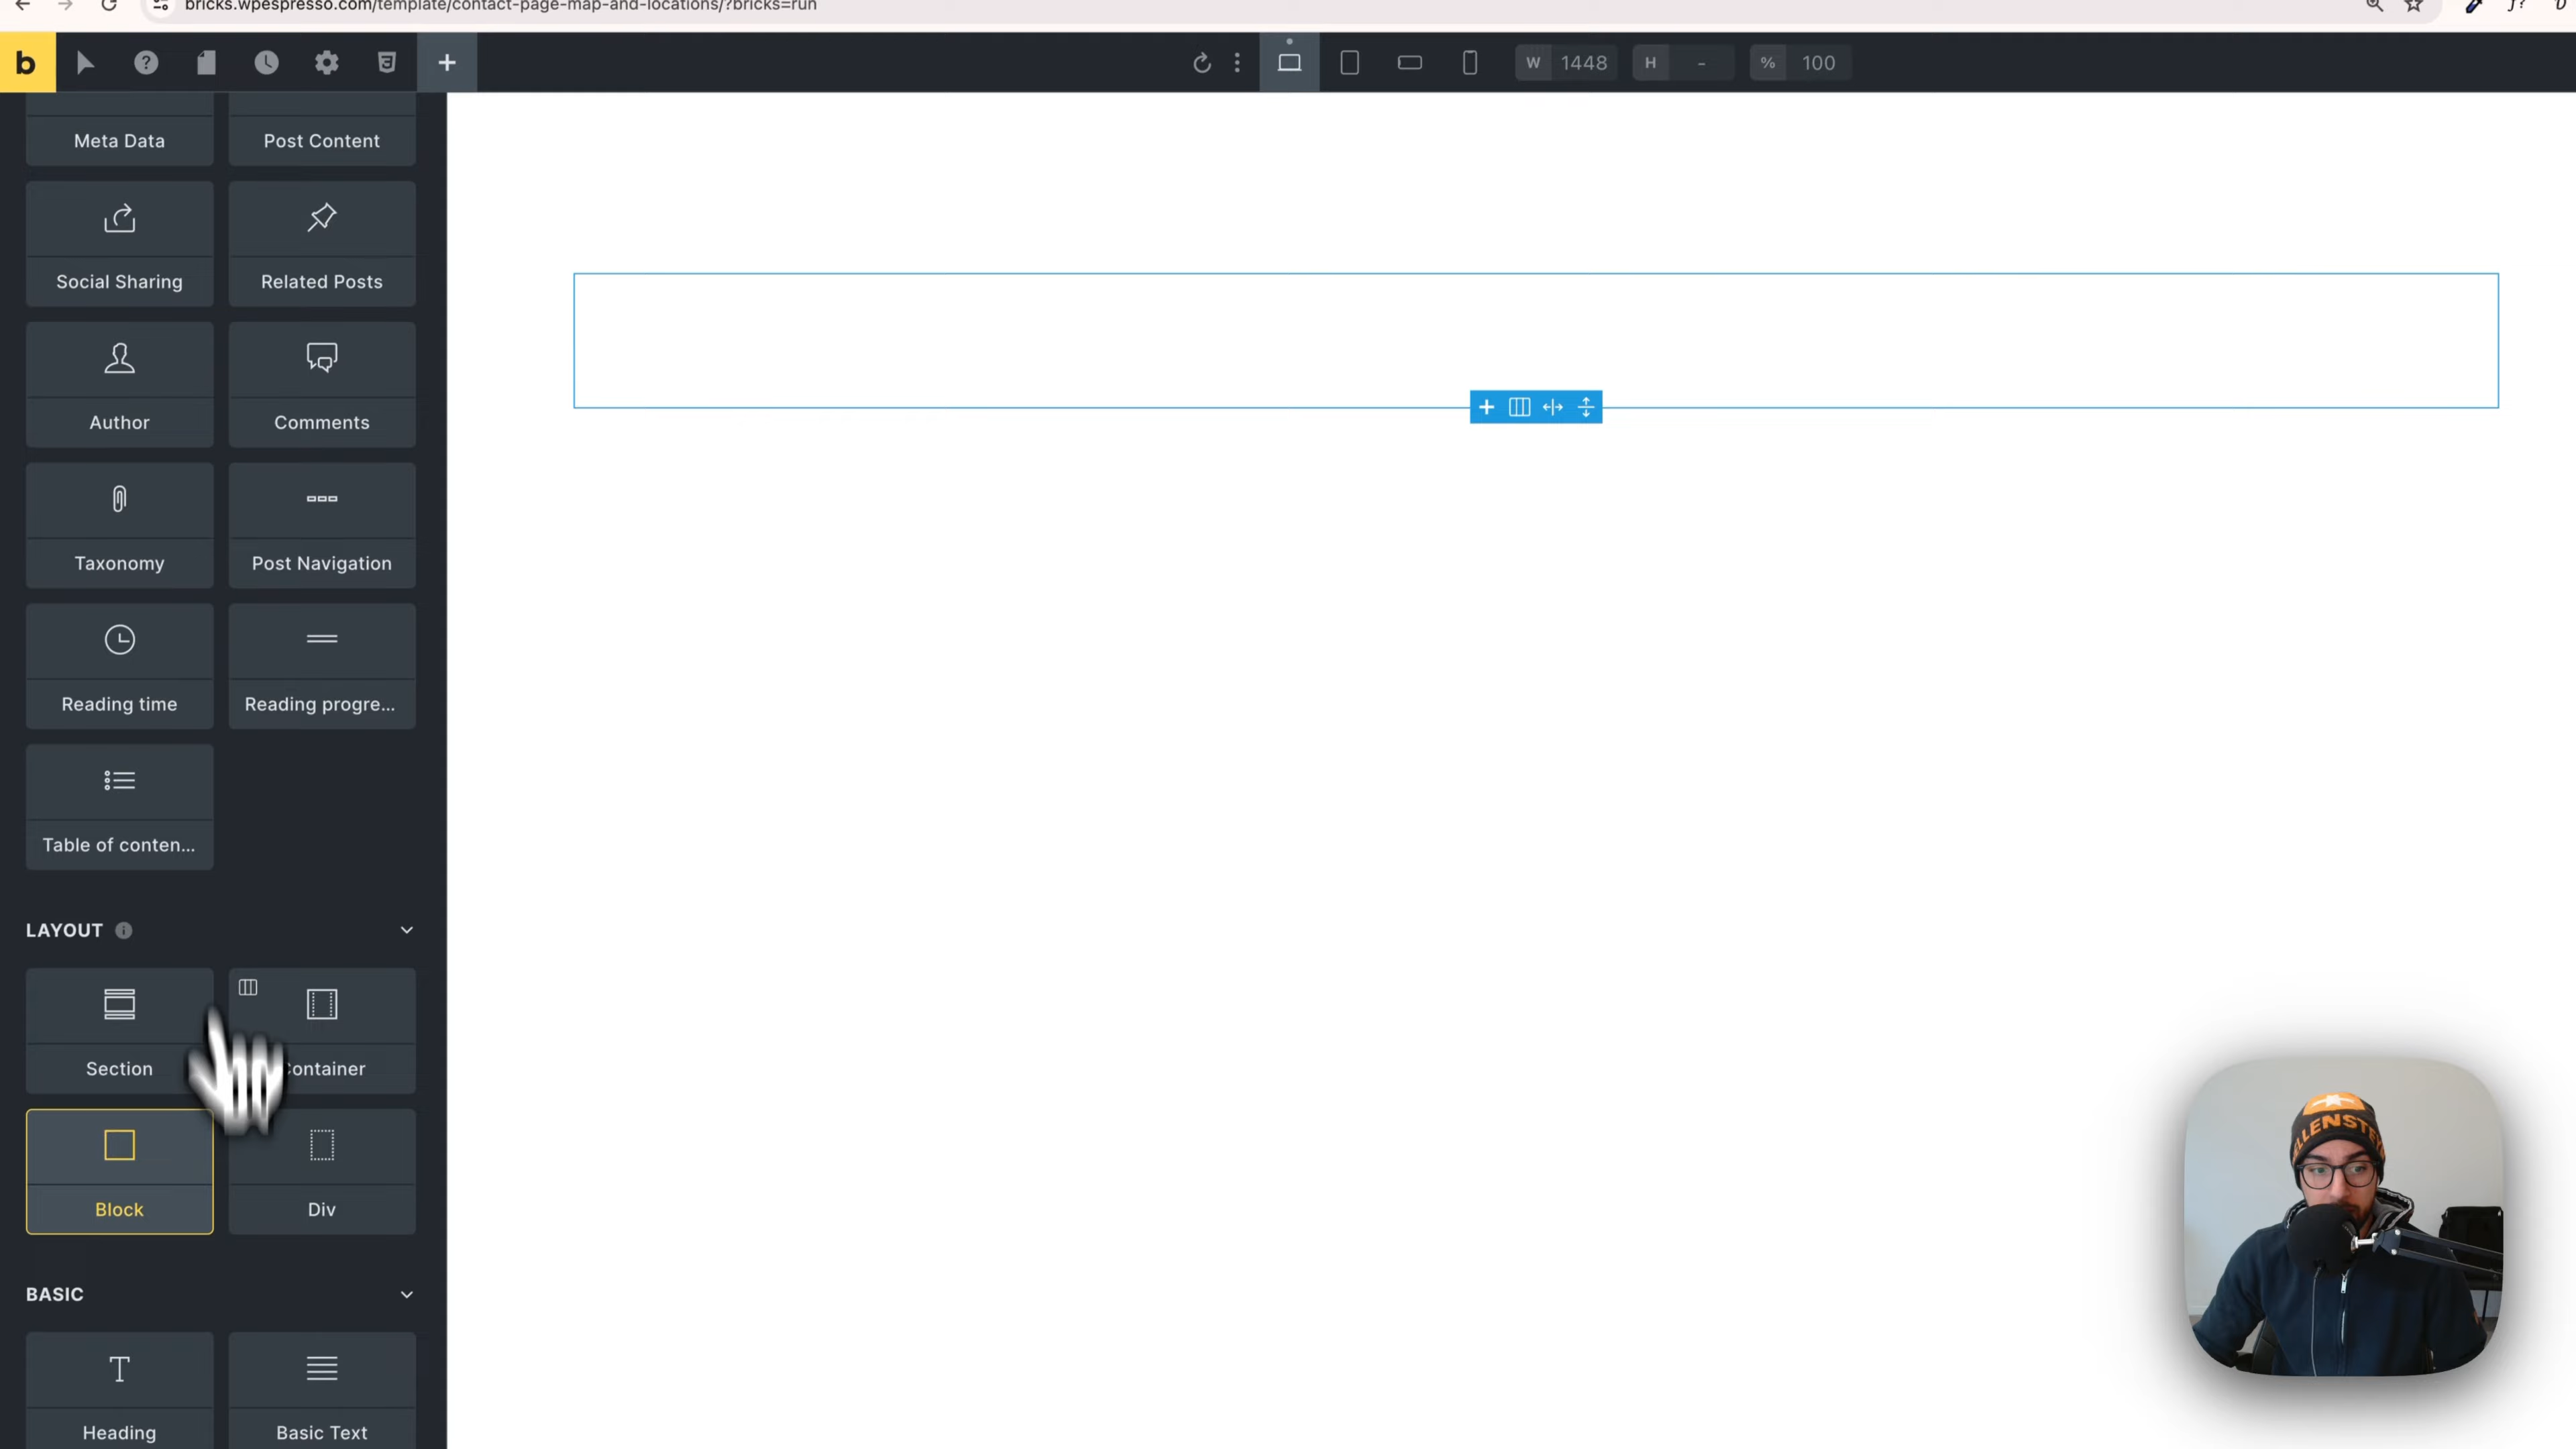 bricks.wpespresso.com/template/contact-page-map-and-locations/?bricks=run
b
W 1448 H - % 100
Meta Data Post Content
Social Sharing Related Posts
Author Comments
Taxonomy Post Navigation
Reading time Reading progre...
Table of conten...
LAYOUT
Section Container
Block Div
BASIC
Heading Basic Text
LLENSTE